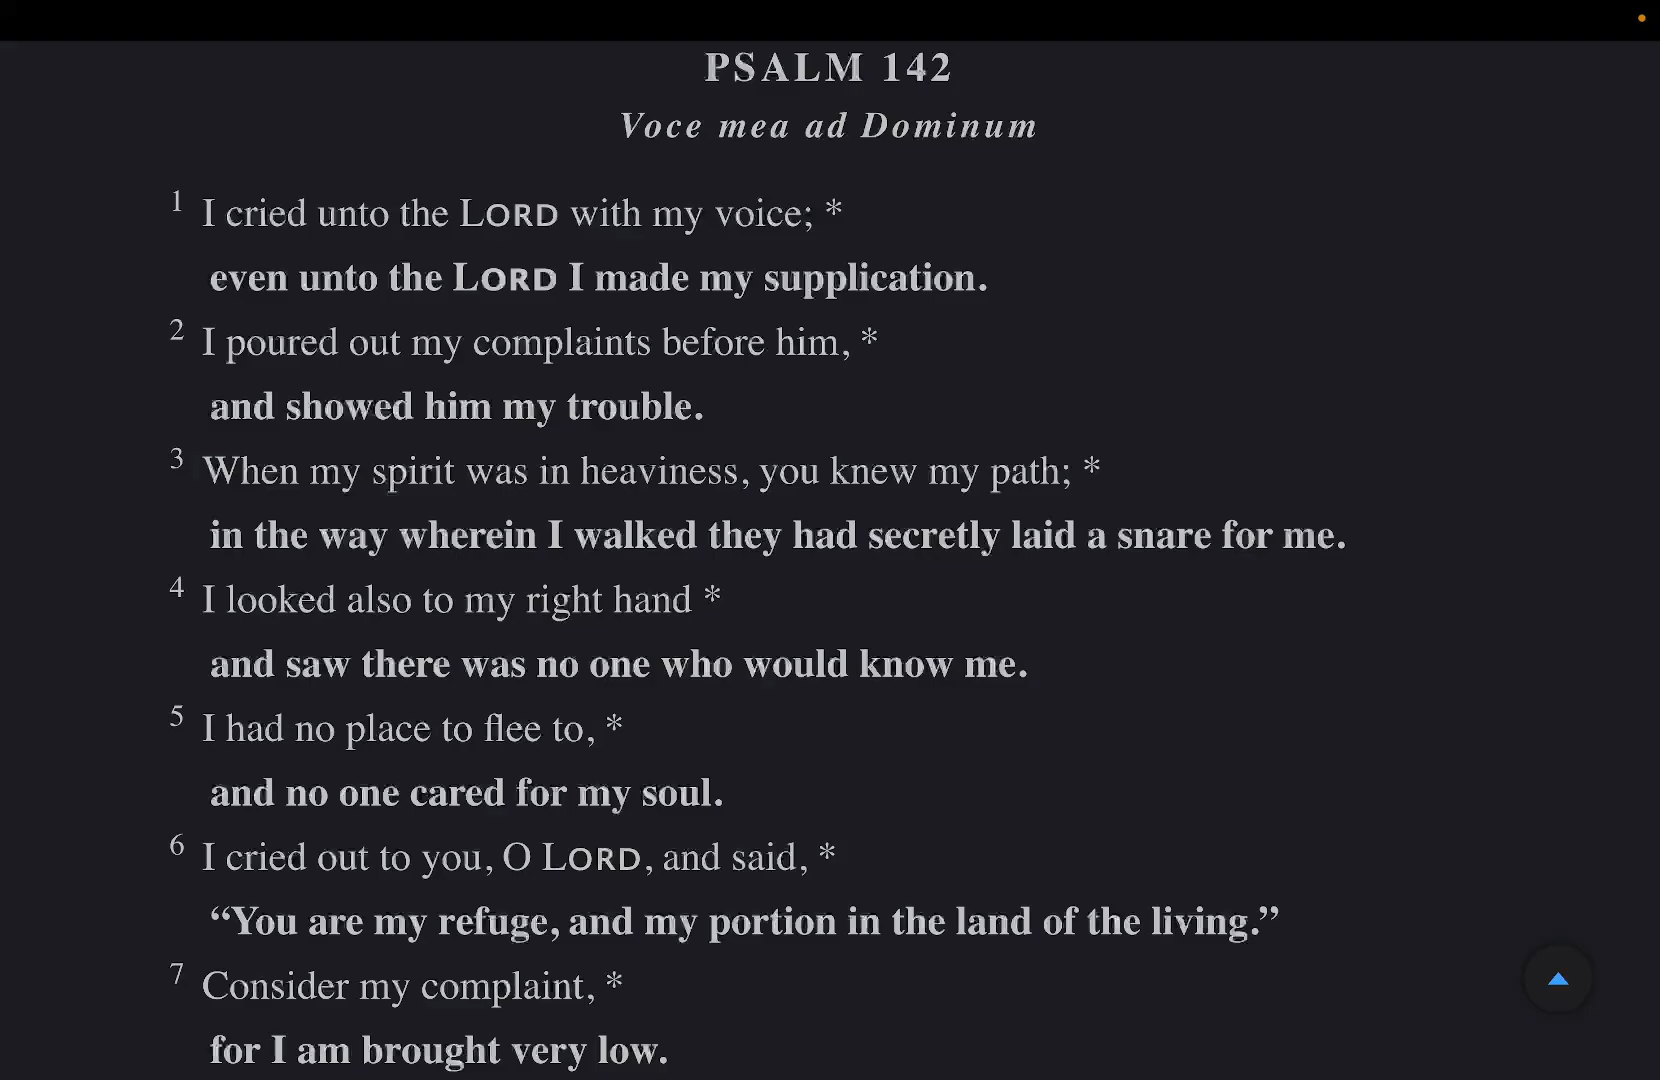 PSALM 142
Voce mea ad Dominum
1 I cried unto the LORD with my voice; *
even unto the LORD I made my supplication.
2 I poured out my complaints before him, *
and showed him my trouble.
3 When my spirit was in heaviness, you knew my path; *
in the way wherein I walked they had secretly laid a snare for me.
4 I looked also to my right hand *
and saw there was no one who would know me.
5 I had no place to flee to, *
and no one cared for my soul.
6 I cried out to you, O LORD, and said, *
“You are my refuge, and my portion in the land of the living.”
7 Consider my complaint, *
for I am brought very low.